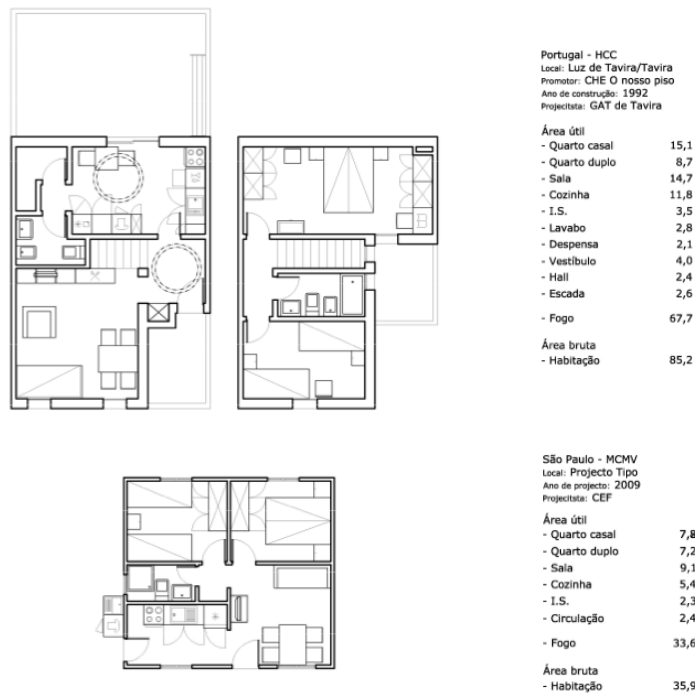 Portugal - HCC
Local: Luz de Tavira/Tavira
Promotor: CHE O nosso piso
Ano de construção: 1992
Projecitsta: GAT de Tavira
Área útil
- Quarto casal 15,1
- Quarto duplo 8,7
- Sala 14,7
- Cozinha 11,8
- I.S. 3,5
- Lavabo 2,8
- Despensa 2,1
- Vestíbulo 4,0
- Hall 2,4
- Escada 2,6
- Fogo 67,7
Área bruta
- Habitação 85,2
São Paulo - MCMV
Local: Projecto Tipo
Ano de projecto: 2009
Projecitsta: CEF
Área útil
- Quarto casal 7,8
- Quarto duplo 7,2
- Sala 9,1
- Cozinha 5,4
- I.S. 2,3
- Circulação 2,4
- Fogo 33,6
Área bruta
- Habitação 35,9